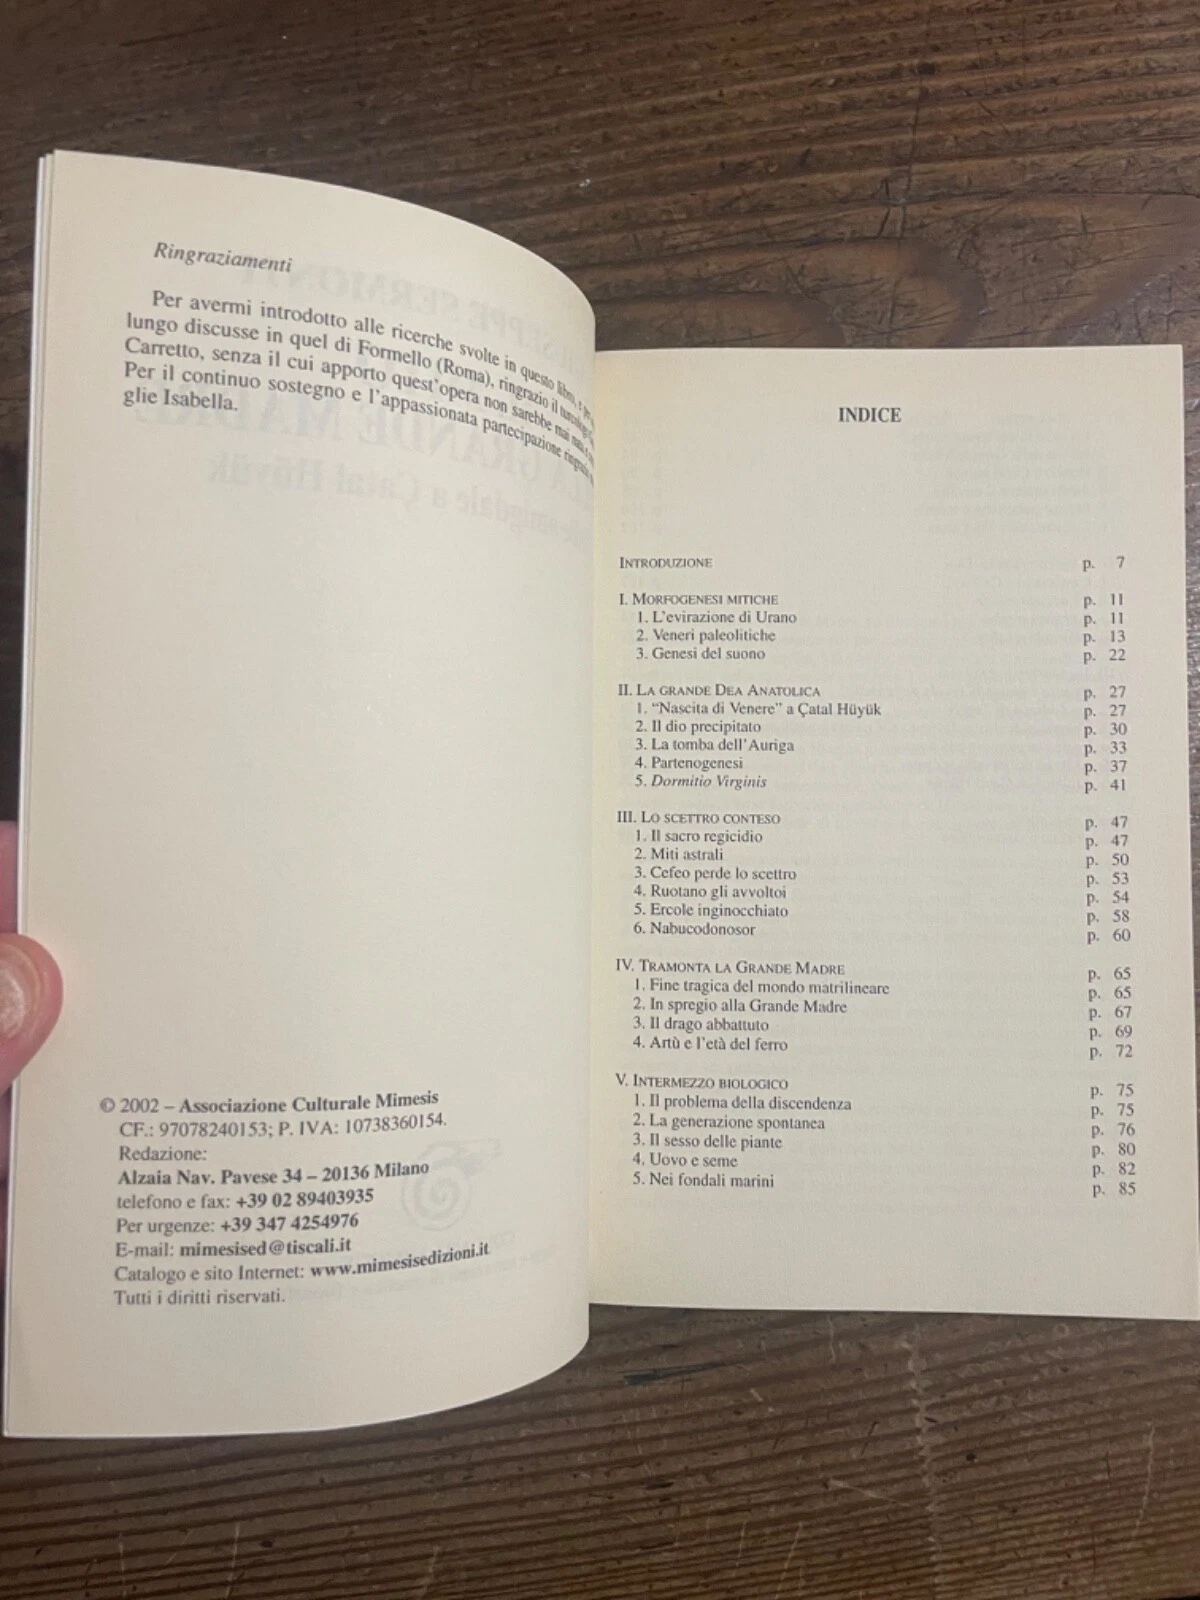 Ringraziamenti
Per avermi introdotto alle ricerche svolte in questo libro, e per
lungo discusse in quel di Formello (Roma), ringrazio il turcologo
Carretto, senza il cui apporto quest'opera non sarebbe mai nata
Per il continuo sostegno e l'appassionata partecipazione ringrazio
glie Isabella.
© 2002 – Associazione Culturale Mimesis
CF.: 97078240153; P. IVA: 10738360154.
Redazione:
Alzaia Nav. Pavese 34 – 20136 Milano
telefono e fax: +39 02 89403935
Per urgenze: +39 347 4254976
E-mail: mimesised@tiscali.it
Catalogo e sito Internet: www.mimesisedizioni.it
Tutti i diritti riservati.
INDICE
INTRODUZIONE p. 7
I. MORFOGENESI MITICHE p. 11
1. L'evirazione di Urano p. 11
2. Veneri paleolitiche p. 13
3. Genesi del suono p. 22
II. LA GRANDE DEA ANATOLICA p. 27
1. "Nascita di Venere" a Çatal Hüyük p. 27
2. Il dio precipitato p. 30
3. La tomba dell'Auriga p. 33
4. Partenogenesi p. 37
5. Dormitio Virginis p. 41
III. LO SCETTRO CONTESO p. 47
1. Il sacro regicidio p. 47
2. Miti astrali p. 50
3. Cefeo perde lo scettro p. 53
4. Ruotano gli avvoltoi p. 54
5. Ercole inginocchiato p. 58
6. Nabucodonosor p. 60
IV. TRAMONTA LA GRANDE MADRE p. 65
1. Fine tragica del mondo matrilineare p. 65
2. In spregio alla Grande Madre p. 67
3. Il drago abbattuto p. 69
4. Artù e l'età del ferro p. 72
V. INTERMEZZO BIOLOGICO p. 75
1. Il problema della discendenza p. 75
2. La generazione spontanea p. 76
3. Il sesso delle piante p. 80
4. Uovo e seme p. 82
5. Nei fondali marini p. 85